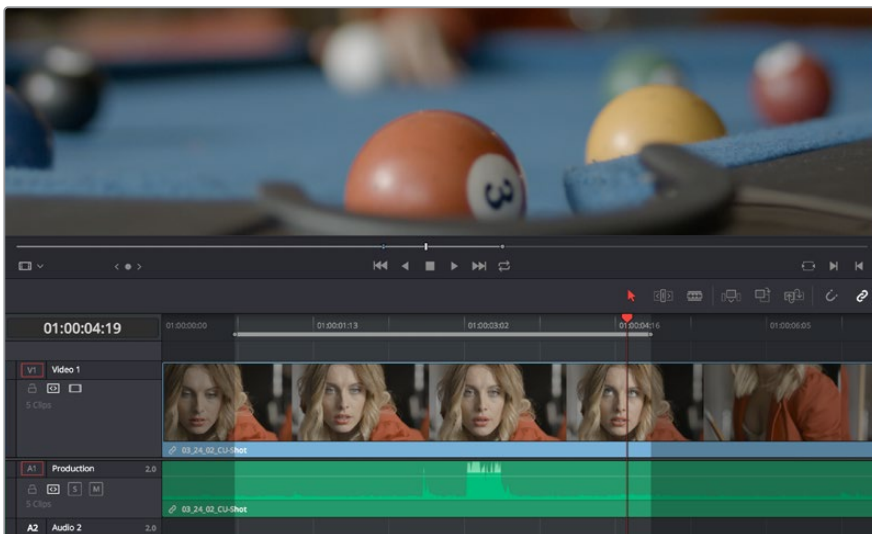 3
01:00:04:19
01:00:00:00
01:00:01:13
01:00:03:02
01:00:04:16
01:00:06:05
V1 Video 1
5 Clips
03_24_02_CU-Shot
A1 Production 2.0
S M
5 Clips
03_24_02_CU-Shot
A2 Audio 2 2.0